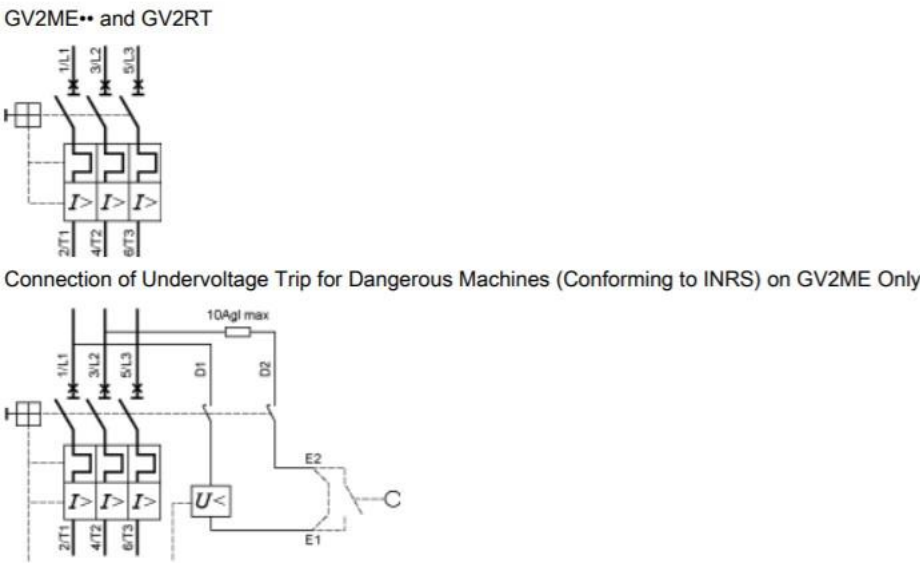 GV2ME•• and GV2RT
1/L1 3/L2 5/L3
I> I> I>
2/T1 4/T2 6/T3
Connection of Undervoltage Trip for Dangerous Machines (Conforming to INRS) on GV2ME Only
10AgI max
1/L1 3/L2 5/L3 D1 D2
E2
I> I> I> U< C
E1
2/T1 4/T2 6/T3